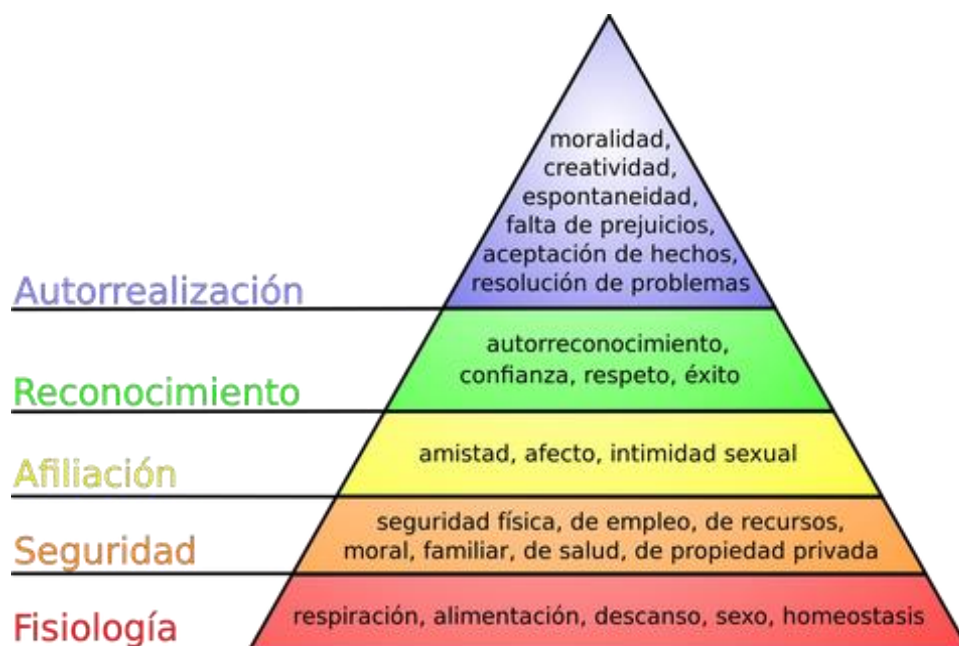 moralidad,
creatividad,
espontaneidad,
falta de prejuicios,
aceptación de hechos,
resolución de problemas
Autorrealización
autorreconocimiento,
confianza, respeto, éxito
Reconocimiento
amistad, afecto, intimidad sexual
Afiliación
seguridad física, de empleo, de recursos,
moral, familiar, de salud, de propiedad privada
Seguridad
respiración, alimentación, descanso, sexo, homeostasis
Fisiología